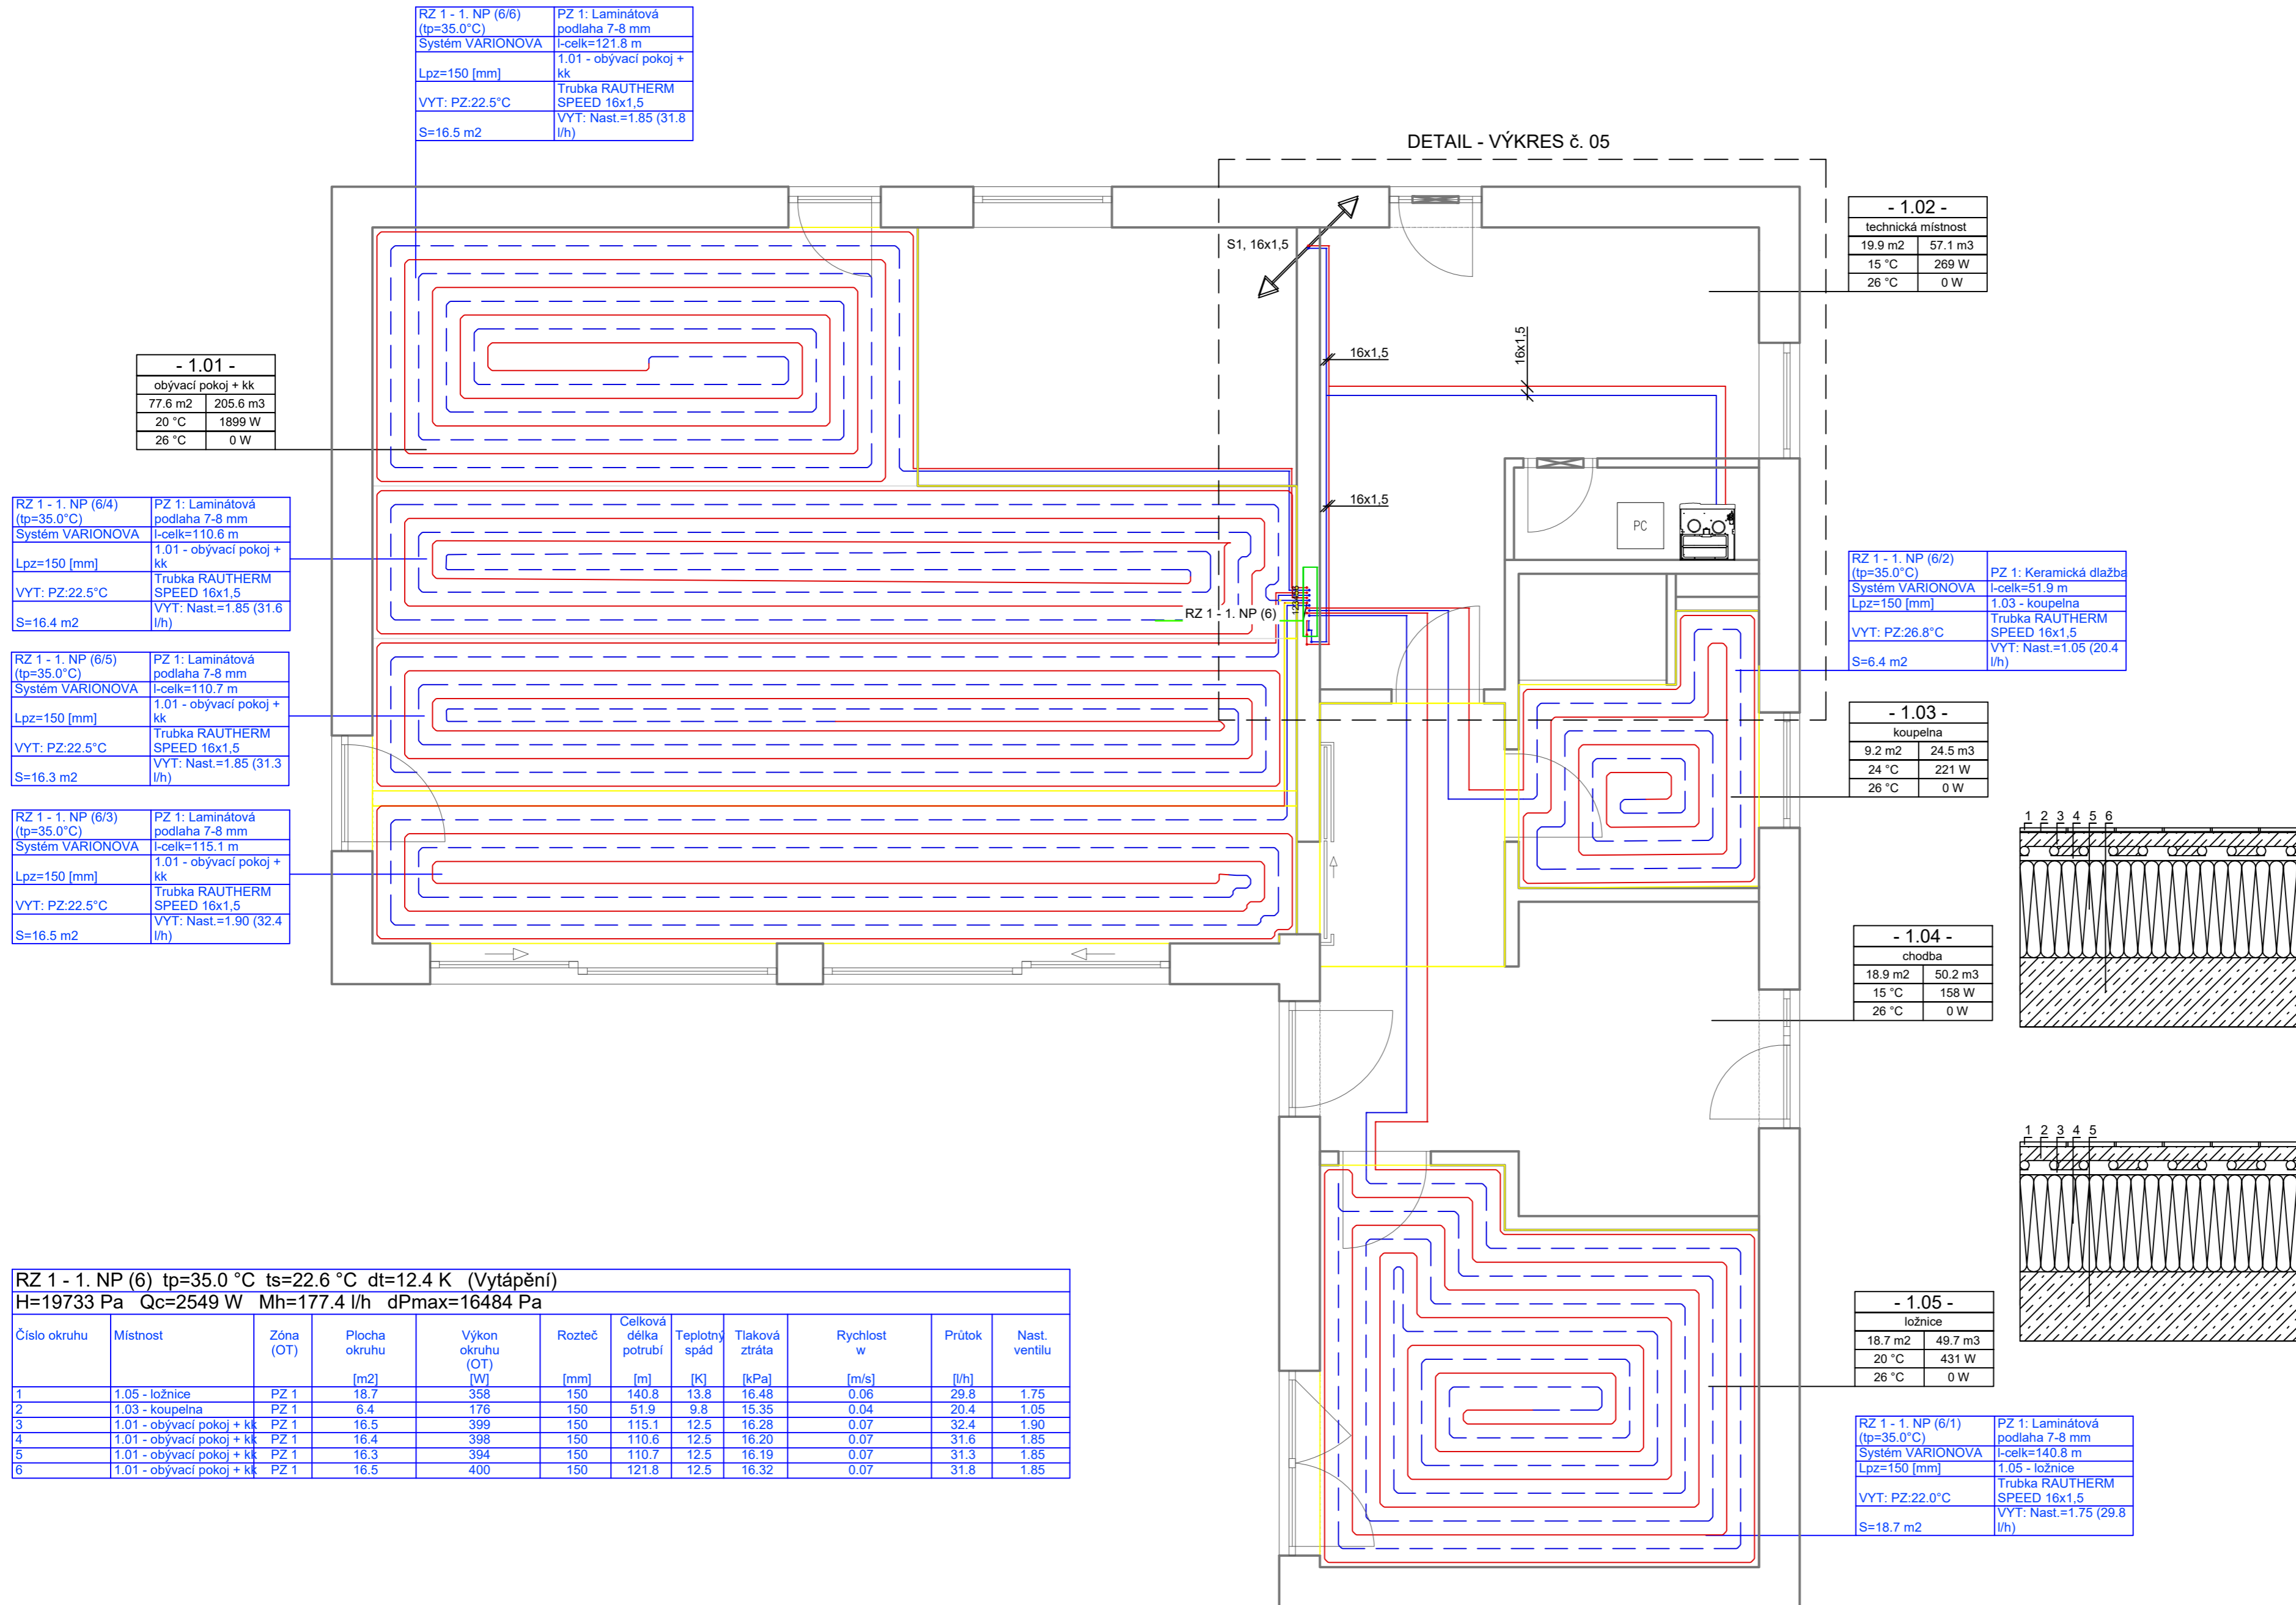 RZ 1 - 1. NP (6/6)
(tp=35.0°C)
PZ 1: Laminátová
podlaha 7-8 mm
Systém VARIONOVA
l-celk=121.8 m
Lpz=150 [mm]
1.01 - obývací pokoj +
kk
VYT: PZ:22.5°C
Trubka RAUTHERM
SPEED 16x1,5
S=16.5 m2
VYT: Nast.=1.85 (31.8
l/h)
DETAIL - VÝKRES č. 05
S1, 16x1,5
16x1,5
16x1,5
16x1,5
PC
RZ 1 - 1. NP (6)
- 1.02 -
technická místnost
19.9 m2 57.1 m3
15 °C 269 W
26 °C 0 W
- 1.01 -
obývací pokoj + kk
77.6 m2 205.6 m3
20 °C 1899 W
26 °C 0 W
RZ 1 - 1. NP (6/4)
(tp=35.0°C)
PZ 1: Laminátová
podlaha 7-8 mm
Systém VARIONOVA
l-celk=110.6 m
Lpz=150 [mm]
1.01 - obývací pokoj +
kk
VYT: PZ:22.5°C
Trubka RAUTHERM
SPEED 16x1,5
S=16.4 m2
VYT: Nast.=1.85 (31.6
l/h)
RZ 1 - 1. NP (6/5)
(tp=35.0°C)
PZ 1: Laminátová
podlaha 7-8 mm
Systém VARIONOVA
l-celk=110.7 m
Lpz=150 [mm]
1.01 - obývací pokoj +
kk
VYT: PZ:22.5°C
Trubka RAUTHERM
SPEED 16x1,5
S=16.3 m2
VYT: Nast.=1.85 (31.3
l/h)
RZ 1 - 1. NP (6/3)
(tp=35.0°C)
PZ 1: Laminátová
podlaha 7-8 mm
Systém VARIONOVA
l-celk=115.1 m
Lpz=150 [mm]
1.01 - obývací pokoj +
kk
VYT: PZ:22.5°C
Trubka RAUTHERM
SPEED 16x1,5
S=16.5 m2
VYT: Nast.=1.90 (32.4
l/h)
RZ 1 - 1. NP (6/2)
(tp=35.0°C)
PZ 1: Keramická dlažba
Systém VARIONOVA
l-celk=51.9 m
Lpz=150 [mm]
1.03 - koupelna
VYT: PZ:26.8°C
Trubka RAUTHERM
SPEED 16x1,5
S=6.4 m2
VYT: Nast.=1.05 (20.4
l/h)
- 1.03 -
koupelna
9.2 m2 24.5 m3
24 °C 221 W
26 °C 0 W
1 2 3 4 5 6
- 1.04 -
chodba
18.9 m2 50.2 m3
15 °C 158 W
26 °C 0 W
1 2 3 4 5
- 1.05 -
ložnice
18.7 m2 49.7 m3
20 °C 431 W
26 °C 0 W
RZ 1 - 1. NP (6/1)
(tp=35.0°C)
PZ 1: Laminátová
podlaha 7-8 mm
Systém VARIONOVA
l-celk=140.8 m
Lpz=150 [mm]
1.05 - ložnice
VYT: PZ:22.0°C
Trubka RAUTHERM
SPEED 16x1,5
S=18.7 m2
VYT: Nast.=1.75 (29.8
l/h)
RZ 1 - 1. NP (6) tp=35.0 °C ts=22.6 °C dt=12.4 K (Vytápění)
H=19733 Pa Qc=2549 W Mh=177.4 l/h dPmax=16484 Pa
Číslo okruhu Místnost Zóna (OT) Plocha okruhu [m2] Výkon okruhu (OT) [W] Rozteč [mm] Celková délka potrubí [m] Teplotný spád [K] Tlaková ztráta [kPa] Rychlost w [m/s] Průtok [l/h] Nast. ventilu
1 1.05 - ložnice PZ 1 18.7 358 150 140.8 13.8 16.48 0.06 29.8 1.75
2 1.03 - koupelna PZ 1 6.4 176 150 51.9 9.8 15.35 0.04 20.4 1.05
3 1.01 - obývací pokoj + kk PZ 1 16.5 399 150 115.1 12.5 16.28 0.07 32.4 1.90
4 1.01 - obývací pokoj + kk PZ 1 16.4 398 150 110.6 12.5 16.20 0.07 31.6 1.85
5 1.01 - obývací pokoj + kk PZ 1 16.3 394 150 110.7 12.5 16.19 0.07 31.3 1.85
6 1.01 - obývací pokoj + kk PZ 1 16.5 400 150 121.8 12.5 16.32 0.07 31.8 1.85